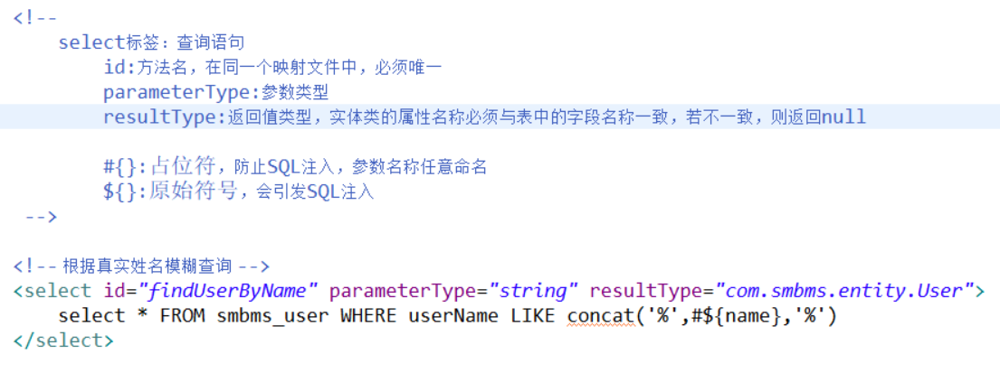 <!--
select标签：查询语句
id:方法名，在同一个映射文件中，必须唯一
parameterType:参数类型
resultType:返回值类型，实体类的属性名称必须与表中的字段名称一致，若不一致，则返回null
#{}:占位符，防止SQL注入，参数名称任意命名
${}:原始符号，会引发SQL注入
-->
<!-- 根据真实姓名模糊查询 -->
<select id="findUserByName" parameterType="string" resultType="com.smbms.entity.User">
select * FROM smbms_user WHERE userName LIKE concat('%',#${name},'%')
</select>